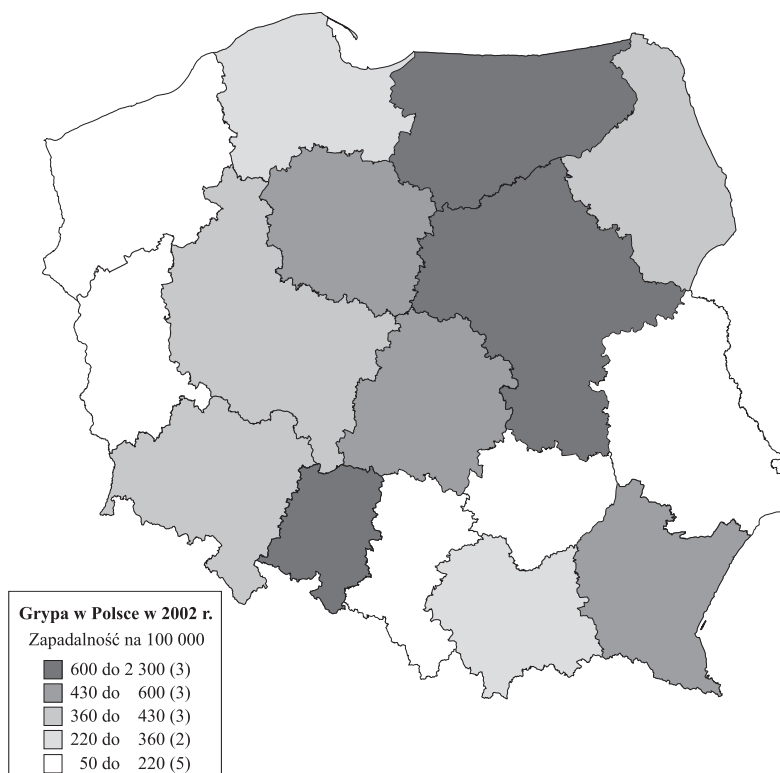 Grypa w Polsce w 2002 r.
Zapadalność na 100 000
600 do 2 300 (3)
430 do 600 (3)
360 do 430 (3)
220 do 360 (2)
50 do 220 (5)